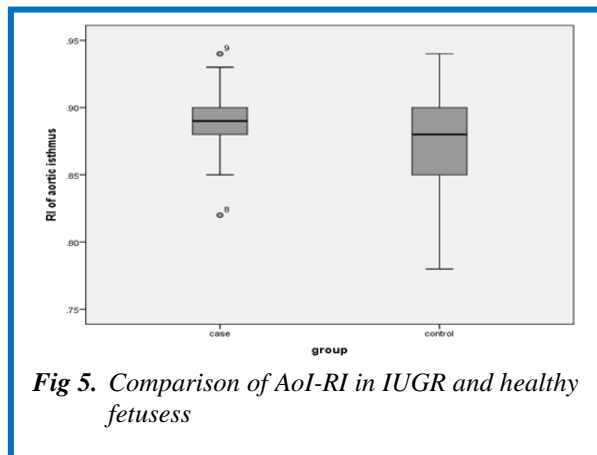 .95
.90
.85
.80
.75
RI of aortic isthmus
9
8
case
control
group
Fig 5. Comparison of AoI-RI in IUGR and healthy
fetusess